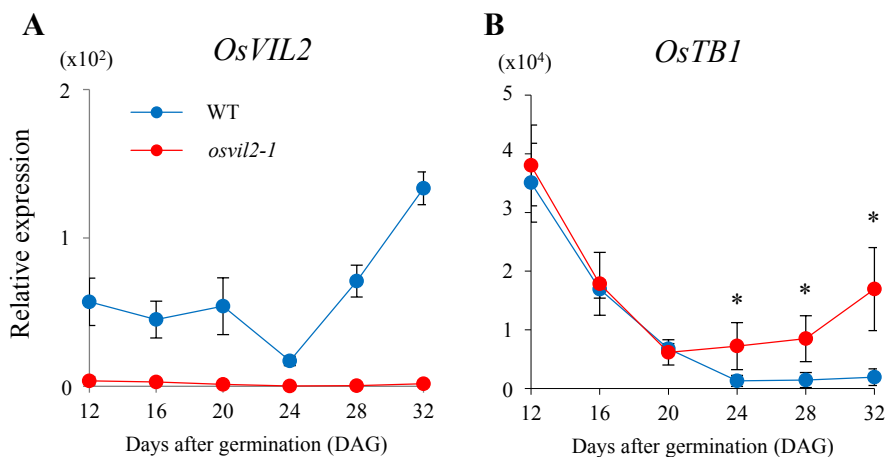 A
OsVIL2
(x10²)
2
1
0
WT
osvil2-1
Relative expression
12 16 20 24 28 32
Days after germination (DAG)
B
OsTB1
(x10⁴)
5
4
3
2
1
0
*
*
*
12 16 20 24 28 32
Days after germination (DAG)